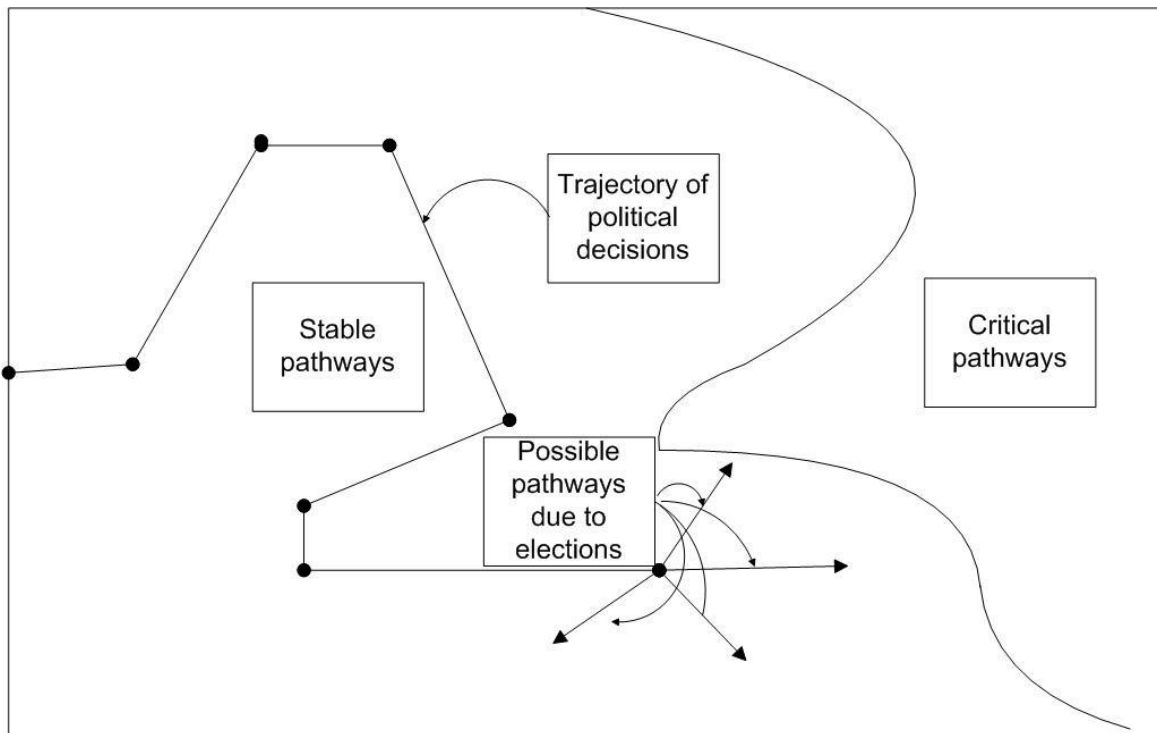 Trajectory of
political
decisions
Stable
pathways
Critical
pathways
Possible
pathways
due to
elections